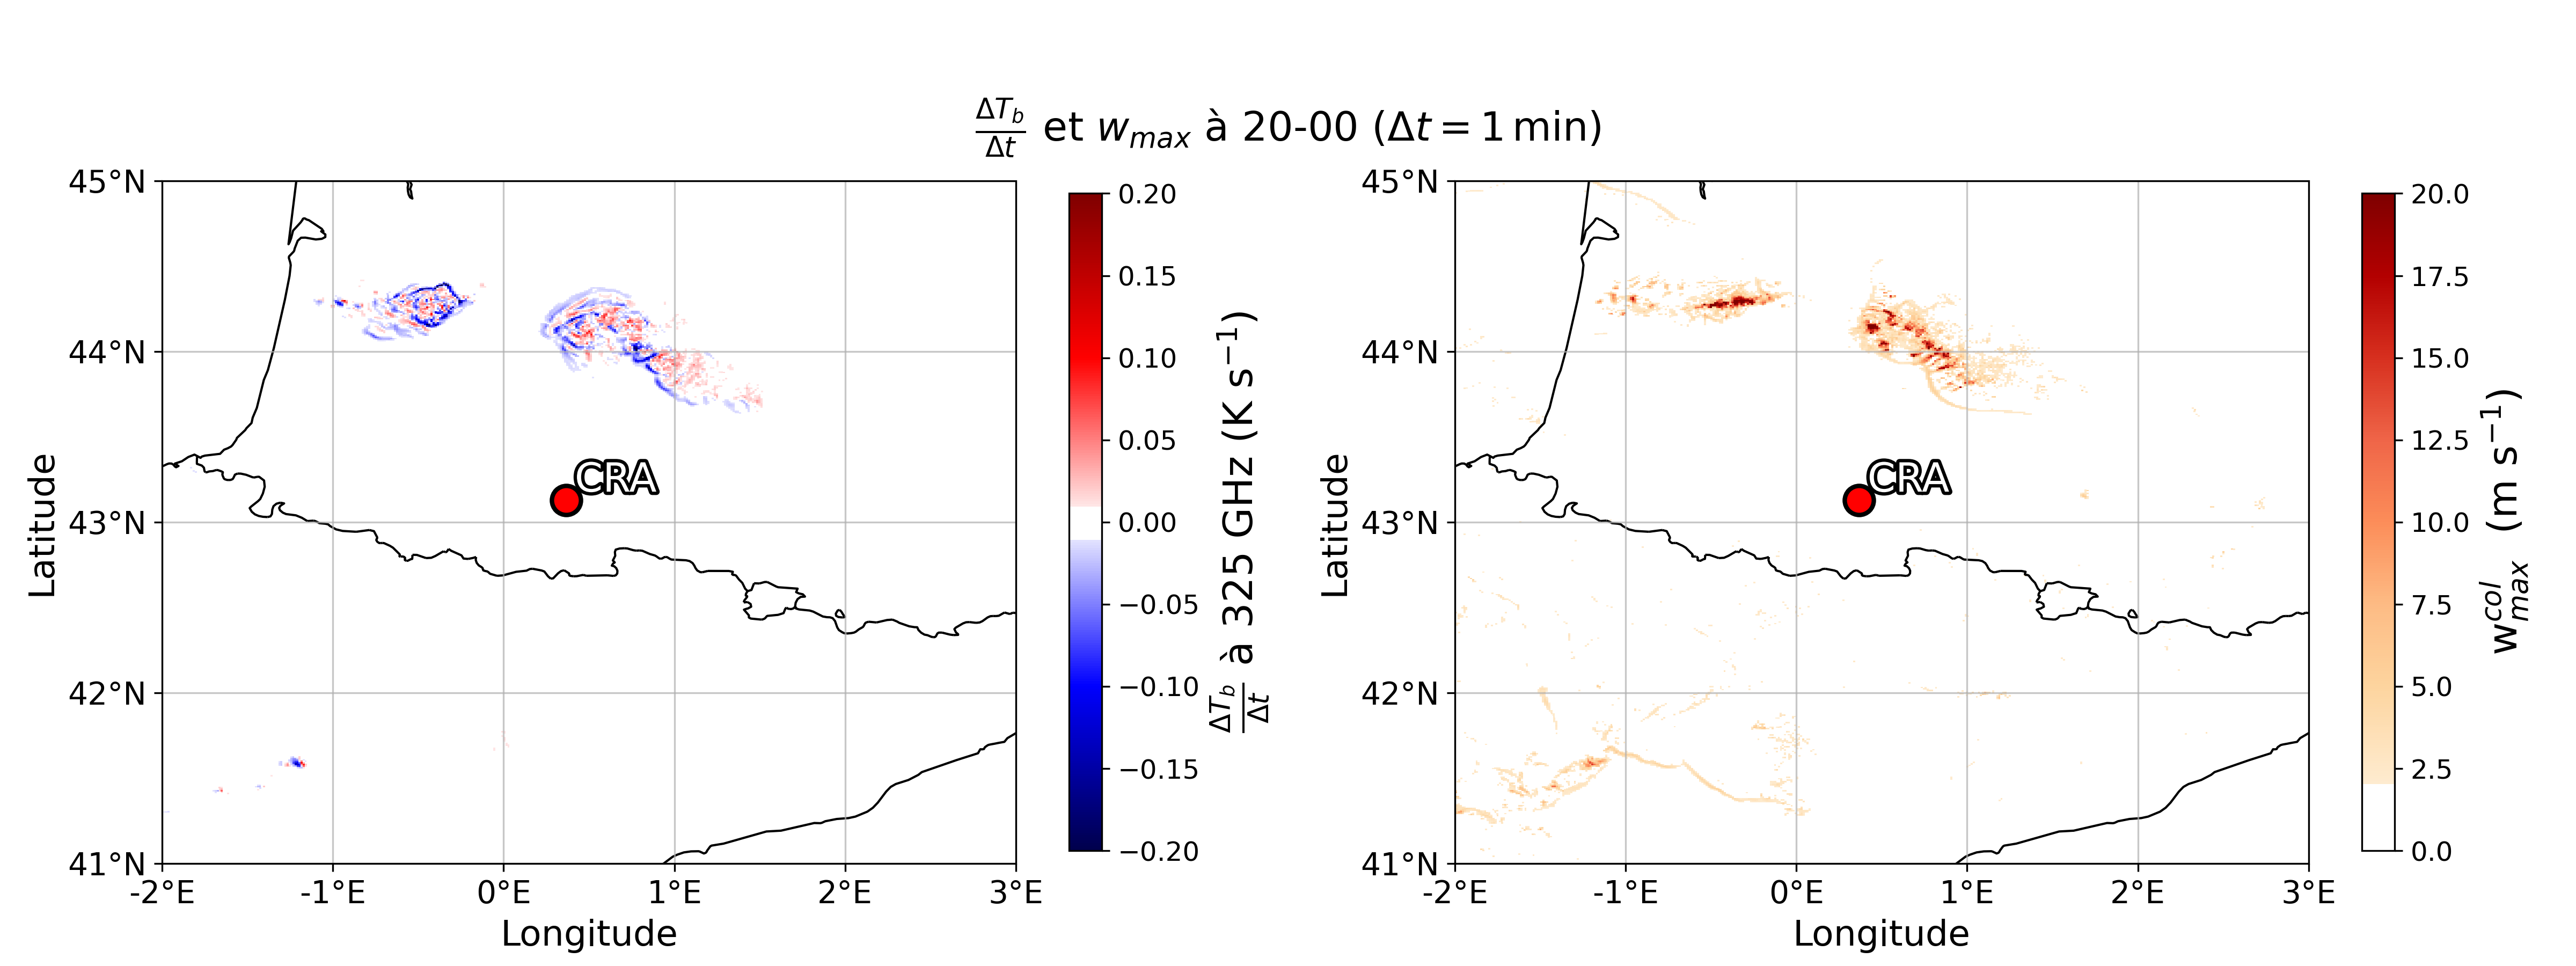 ΔT_b/Δt et w_max à 20-00 (Δt = 1 min)
45°N
44°N
43°N
42°N
41°N
Latitude
-2°E -1°E 0°E 1°E 2°E 3°E
Longitude
CRA
0.20
0.15
0.10
0.05
0.00
−0.05
−0.10
−0.15
−0.20
ΔT_b/Δt à 325 GHz (K s⁻¹)
45°N
44°N
43°N
42°N
41°N
Latitude
-2°E -1°E 0°E 1°E 2°E 3°E
Longitude
CRA
20.0
17.5
15.0
12.5
10.0
7.5
5.0
2.5
0.0
w_max^col (m s⁻¹)